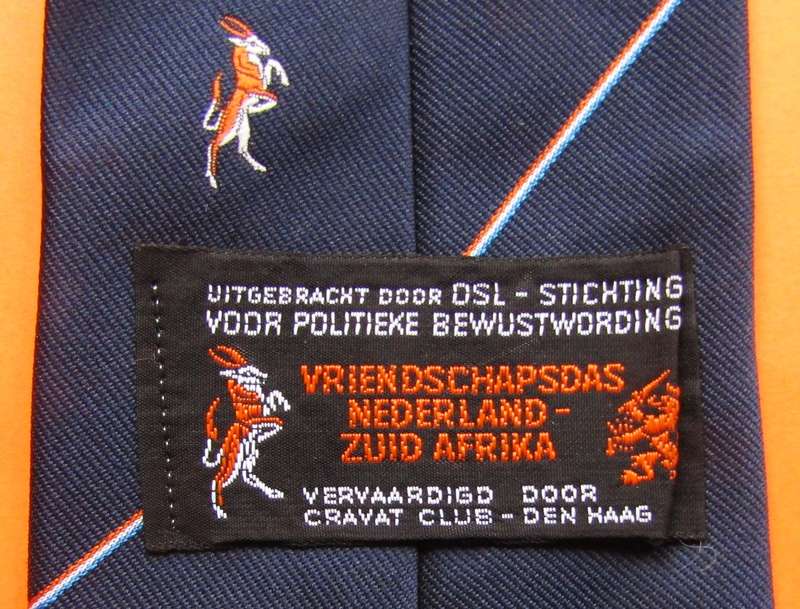 UITGEBRACHT DOOR OSL - STICHTING
VOOR POLITIEKE BEWUSTWORDING
VRIENDSCHAPSDAS
NEDERLAND -
ZUID AFRIKA
VERVAARDIGD DOOR
CRAVAT CLUB - DEN HAAG